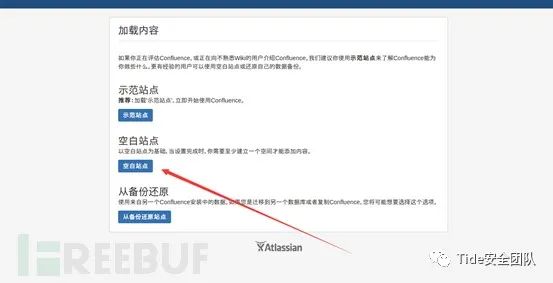 加载内容
如果你正在评估Confluence,或正在向不熟悉Wiki的用户介绍Confluence,我们建议你使用示范站点来了解Confluence能为
你做些什么。更有经验的用户可以使用空白站点或还原自己的数据备份。
示范站点
推荐:加载'示范站点',立即开始使用Confluence。
示范站点
空白站点
以空白站点为基础,当设置完成时,你需要至少建立一个空间才能添加内容。
空白站点
从备份还原
使用来自另一个Confluence安装中的数据。如果您是迁移到另一个数据库或者复制Confluence,您将可能想要选择这个选项。
从备份还原站点
Atlassian
FREEBUF
Tide安全团队